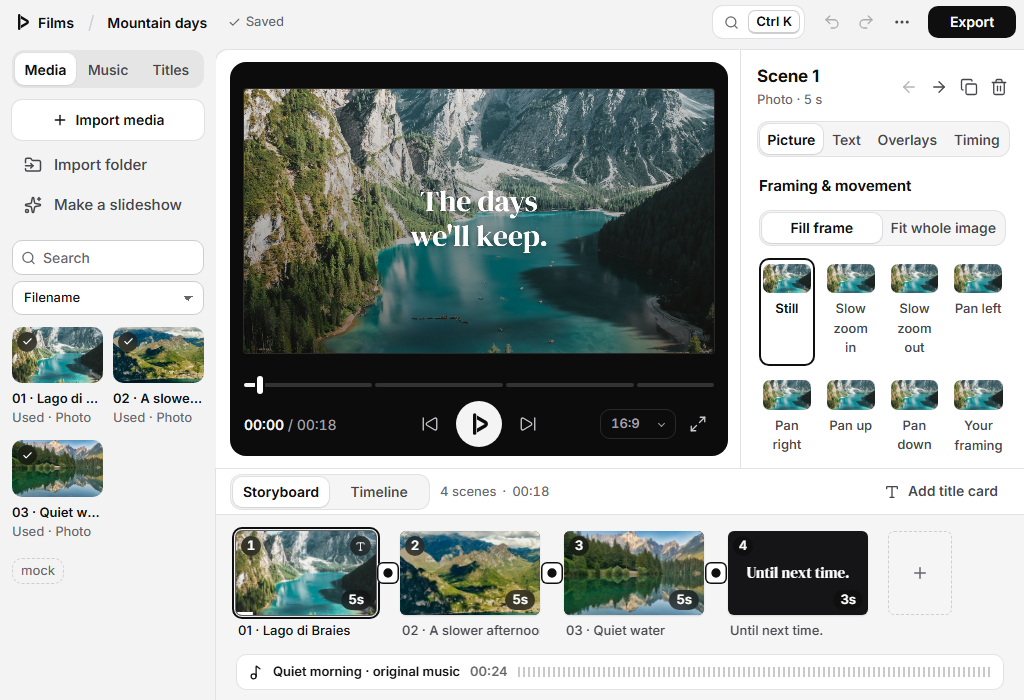 Films / Mountain days Saved
Ctrl K
Export
Media Music Titles
Import media
Import folder
Make a slideshow
Search
Filename
01 · Lago di ...
Used · Photo
02 · A slowe...
Used · Photo
03 · Quiet w...
Used · Photo
mock
The days
we'll keep.
00:00 / 00:18
16:9
Scene 1
Photo · 5 s
Picture Text Overlays Timing
Framing & movement
Fill frame Fit whole image
Still
Slow
zoom
in
Slow
zoom
out
Pan left
Pan
right
Pan up
Pan
down
Your
framing
Storyboard Timeline 4 scenes · 00:18
Add title card
1 T 5s
01 · Lago di Braies
2 5s
02 · A slower afternoo
3 5s
03 · Quiet water
4
Until next time.
3s
Until next time.
Quiet morning · original music 00:24